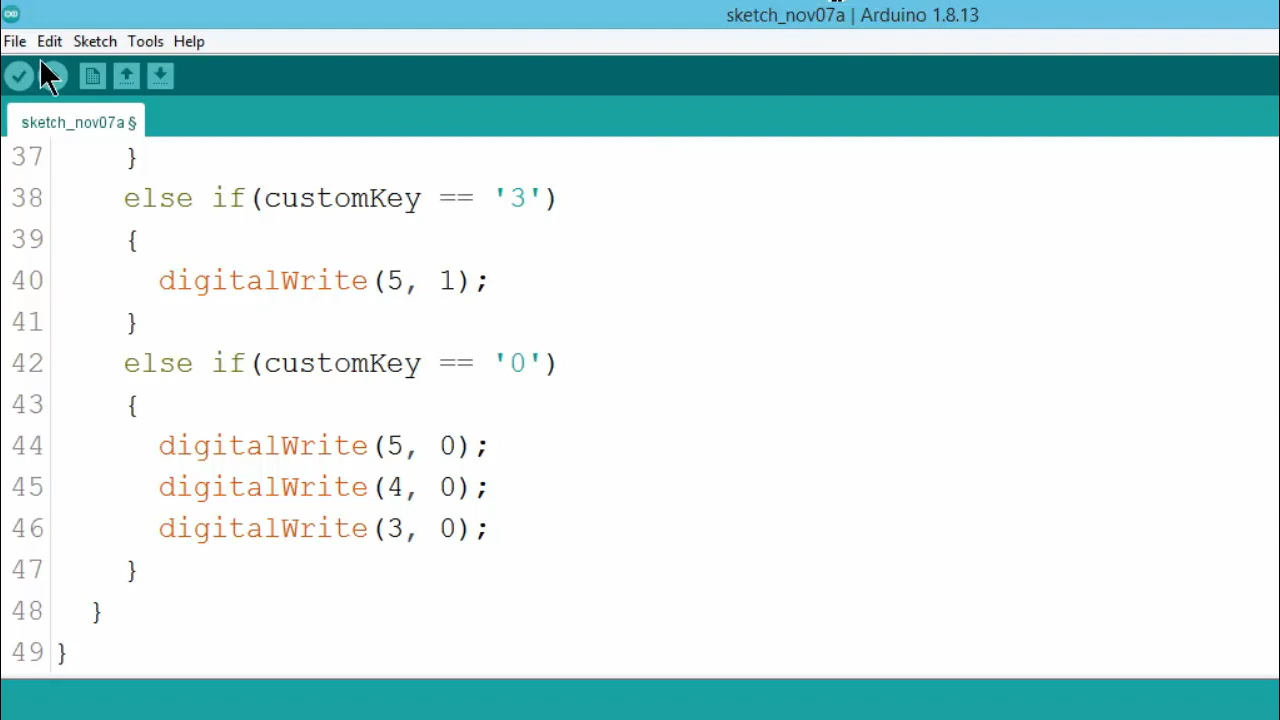 sketch_nov07a | Arduino 1.8.13
File Edit Sketch Tools Help
sketch_nov07a §
37 }
38 else if(customKey == '3')
39 {
40 digitalWrite(5, 1);
41 }
42 else if(customKey == '0')
43 {
44 digitalWrite(5, 0);
45 digitalWrite(4, 0);
46 digitalWrite(3, 0);
47 }
48 }
49 }